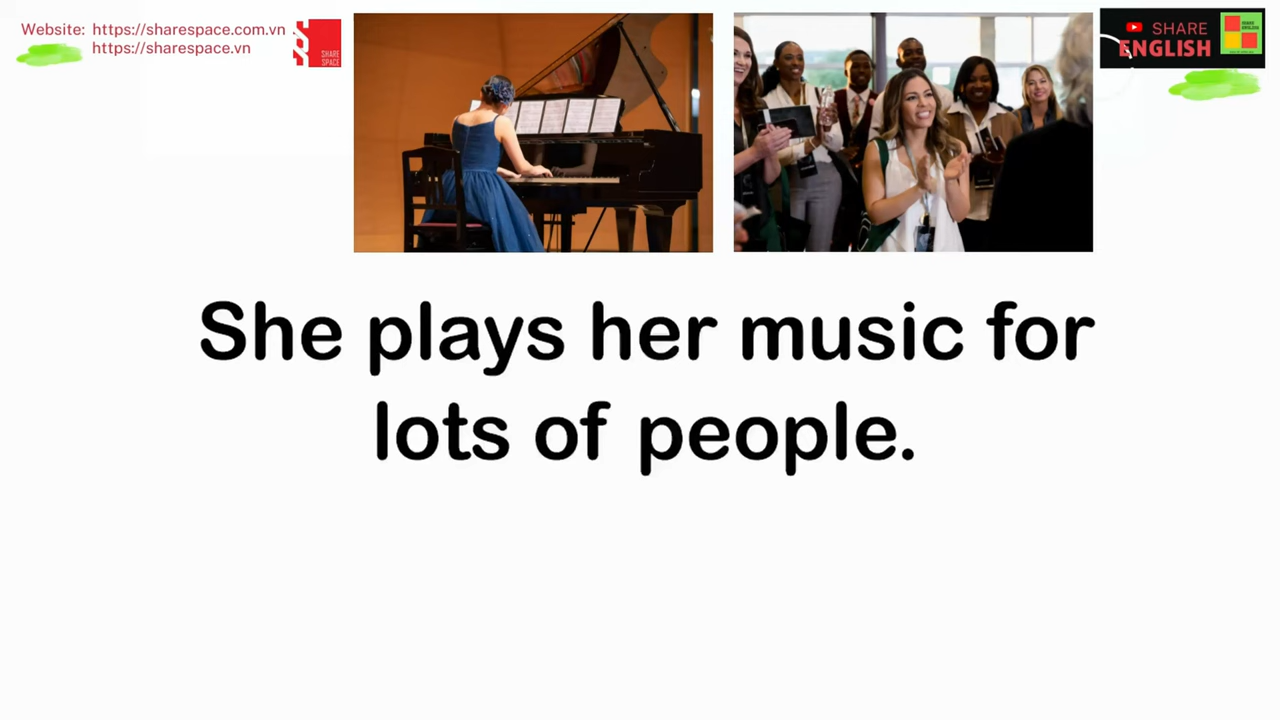 Website: https://sharespace.com.vn
https://sharespace.vn
SHARE
SPACE
SHARE
ENGLISH
She plays her music for
lots of people.